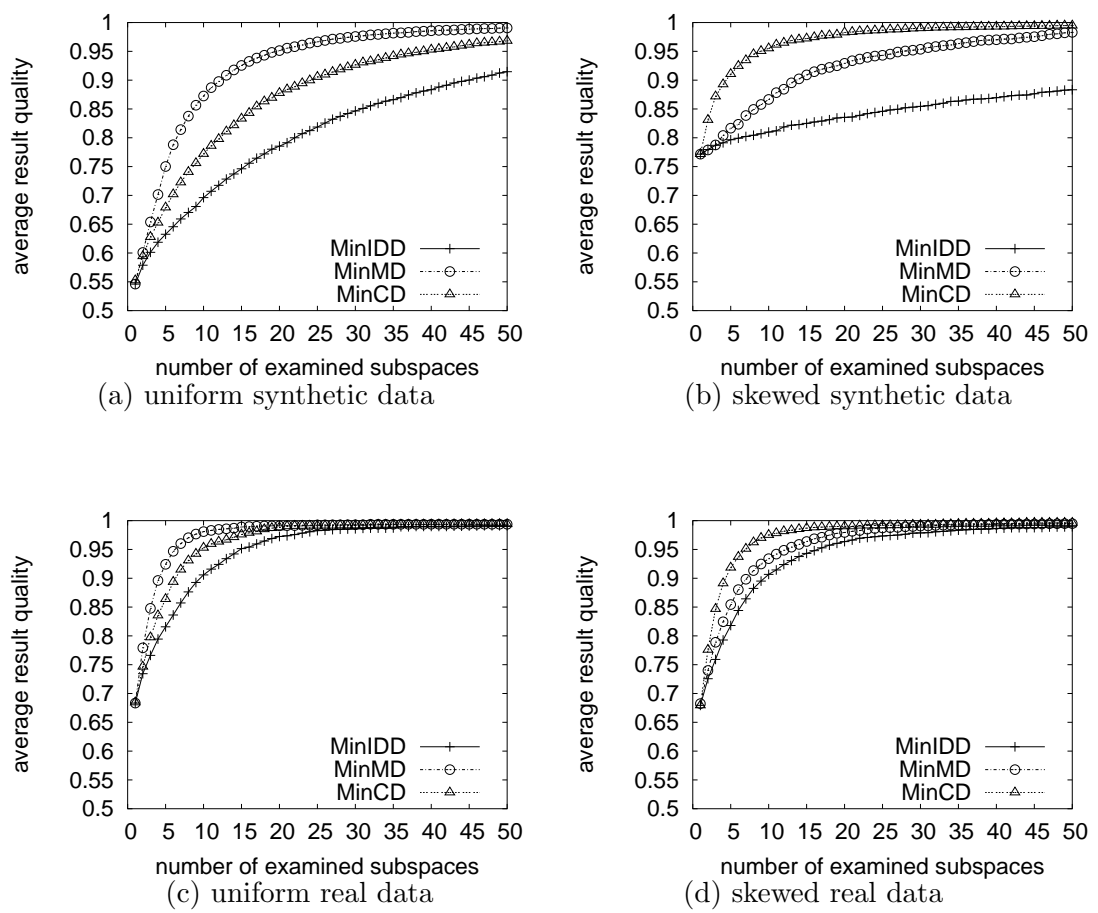 1
0.95
0.9
0.85
0.8
0.75
0.7
0.65
0.6
0.55
0.5
average result quality
MinIDD
MinMD
MinCD
0 5 10 15 20 25 30 35 40 45 50
number of examined subspaces
(a) uniform synthetic data
1
0.95
0.9
0.85
0.8
0.75
0.7
0.65
0.6
0.55
0.5
average result quality
MinIDD
MinMD
MinCD
0 5 10 15 20 25 30 35 40 45 50
number of examined subspaces
(b) skewed synthetic data
1
0.95
0.9
0.85
0.8
0.75
0.7
0.65
0.6
0.55
0.5
average result quality
MinIDD
MinMD
MinCD
0 5 10 15 20 25 30 35 40 45 50
number of examined subspaces
(c) uniform real data
1
0.95
0.9
0.85
0.8
0.75
0.7
0.65
0.6
0.55
0.5
average result quality
MinIDD
MinMD
MinCD
0 5 10 15 20 25 30 35 40 45 50
number of examined subspaces
(d) skewed real data